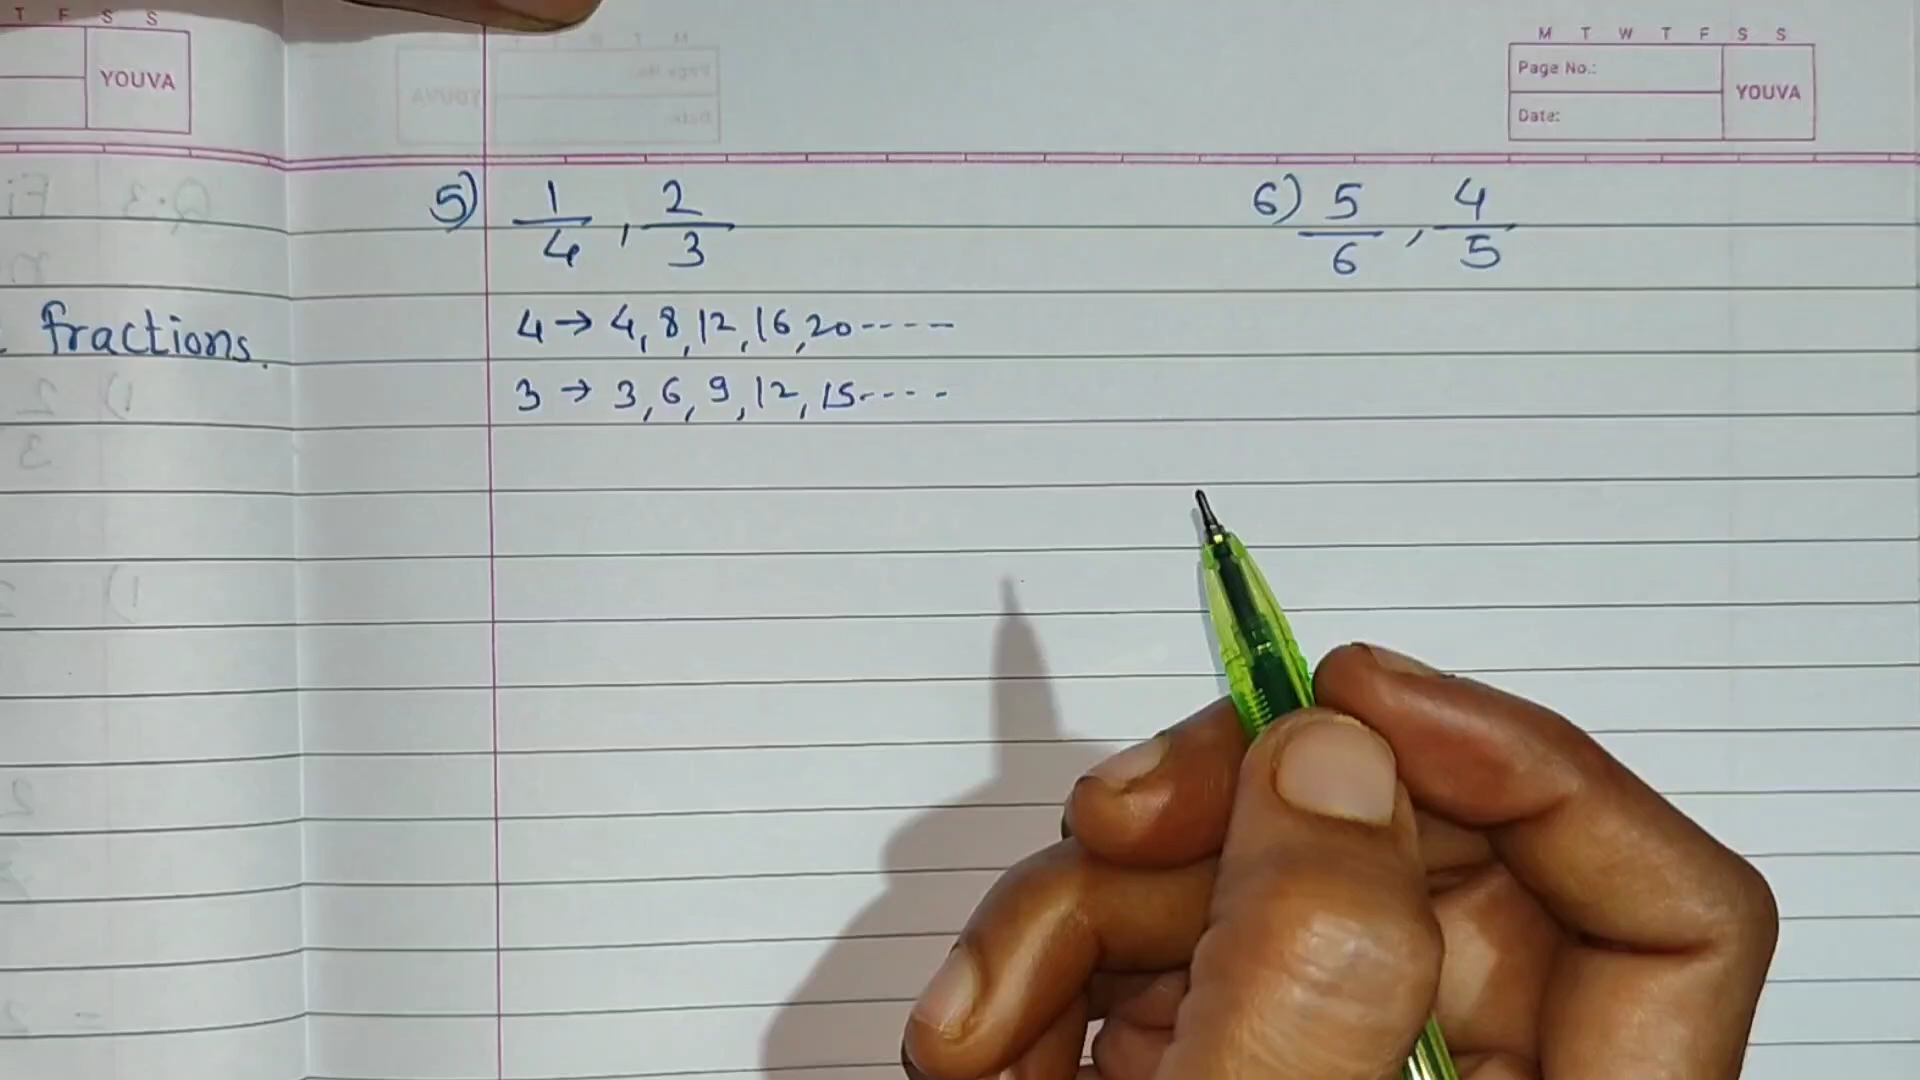 T F S S
YOUVA
M T W T F S S
Page No.:
Date:
YOUVA
5) 1/4 , 2/3
6) 5/6 , 4/5
fractions.
4 → 4, 8, 12, 16, 20-----
3 → 3, 6, 9, 12, 15-----